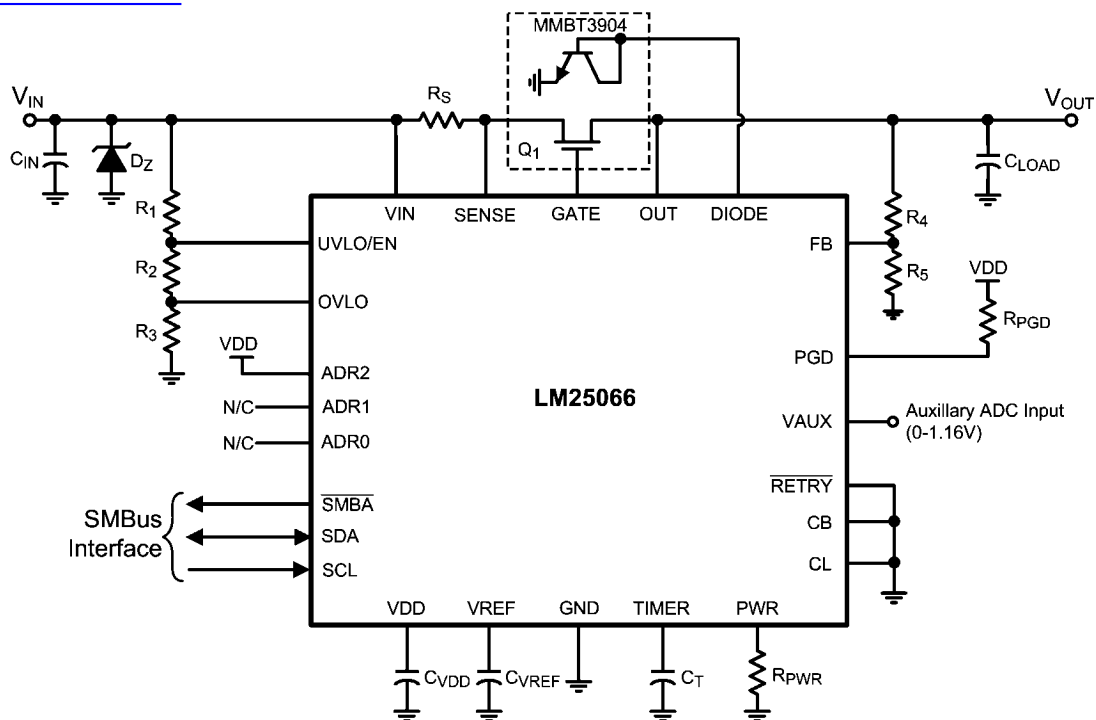 MMBT3904
VIN
RS
VOUT
CIN
DZ
Q1
CLOAD
VIN
SENSE
GATE
OUT
DIODE
R1
R4
UVLO/EN
FB
R2
R5
VDD
OVLO
R3
RPGD
VDD
PGD
ADR2
LM25066
N/C
ADR1
VAUX
Auxillary ADC Input
(0-1.16V)
N/C
ADR0
RETRY
SMBA
SMBus
Interface
CB
SDA
CL
SCL
VDD
VREF
GND
TIMER
PWR
CVDD
CVREF
CT
RPWR